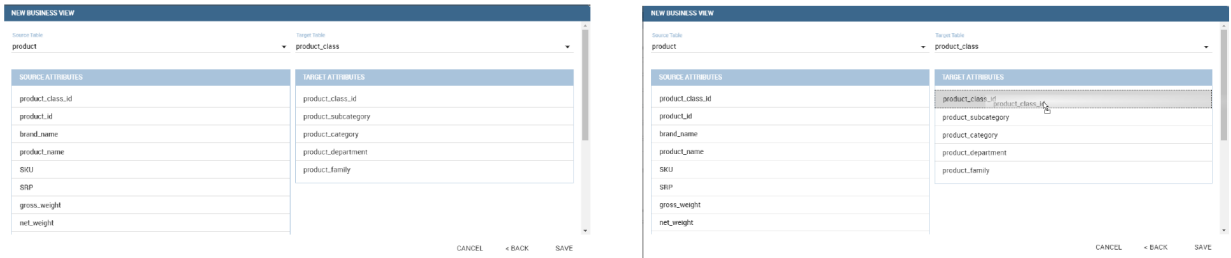 NEW BUSINESS VIEW
Source Table
Target Table
product
product_class
SOURCE ATTRIBUTES
TARGET ATTRIBUTES
product_class_id
product_class_id
product_id
product_subcategory
brand_name
product_category
product_name
product_department
SKU
product_family
SRP
gross_weight
net_weight
CANCEL
< BACK
SAVE
NEW BUSINESS VIEW
Source Table
Target Table
product
product_class
SOURCE ATTRIBUTES
TARGET ATTRIBUTES
product_class_id
product_class_id
product_class_id
product_id
product_subcategory
brand_name
product_category
product_name
product_department
SKU
product_family
SRP
gross_weight
net_weight
CANCEL
< BACK
SAVE